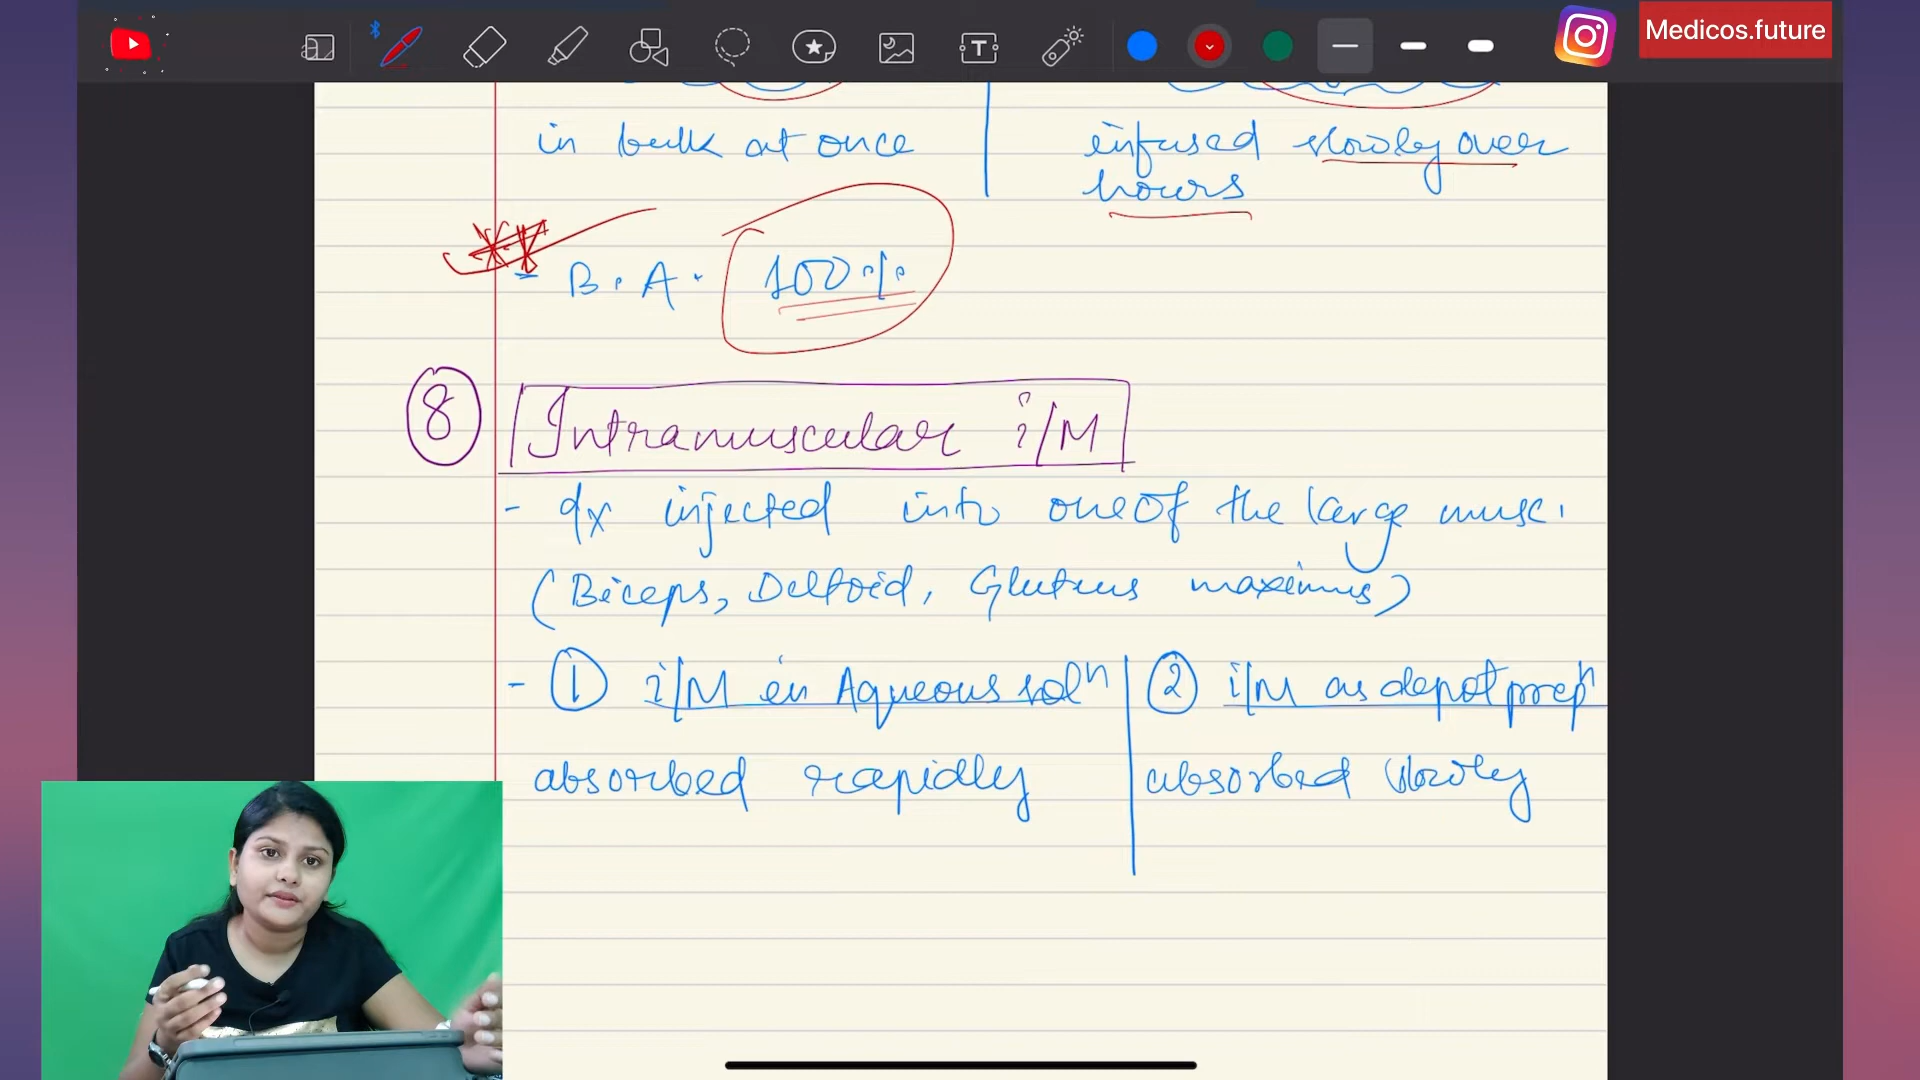 Medicos.future
in bulk at once
infused slowly over
hours
- B.A. 100%
8 Intramuscular i/M
- dx injected into one of the large musc.
(Biceps, Deltoid, Gluteus maximus)
- 1 i/M in Aqueous solⁿ
absorbed rapidly
2 i/M as depot prepⁿ
absorbed slowly